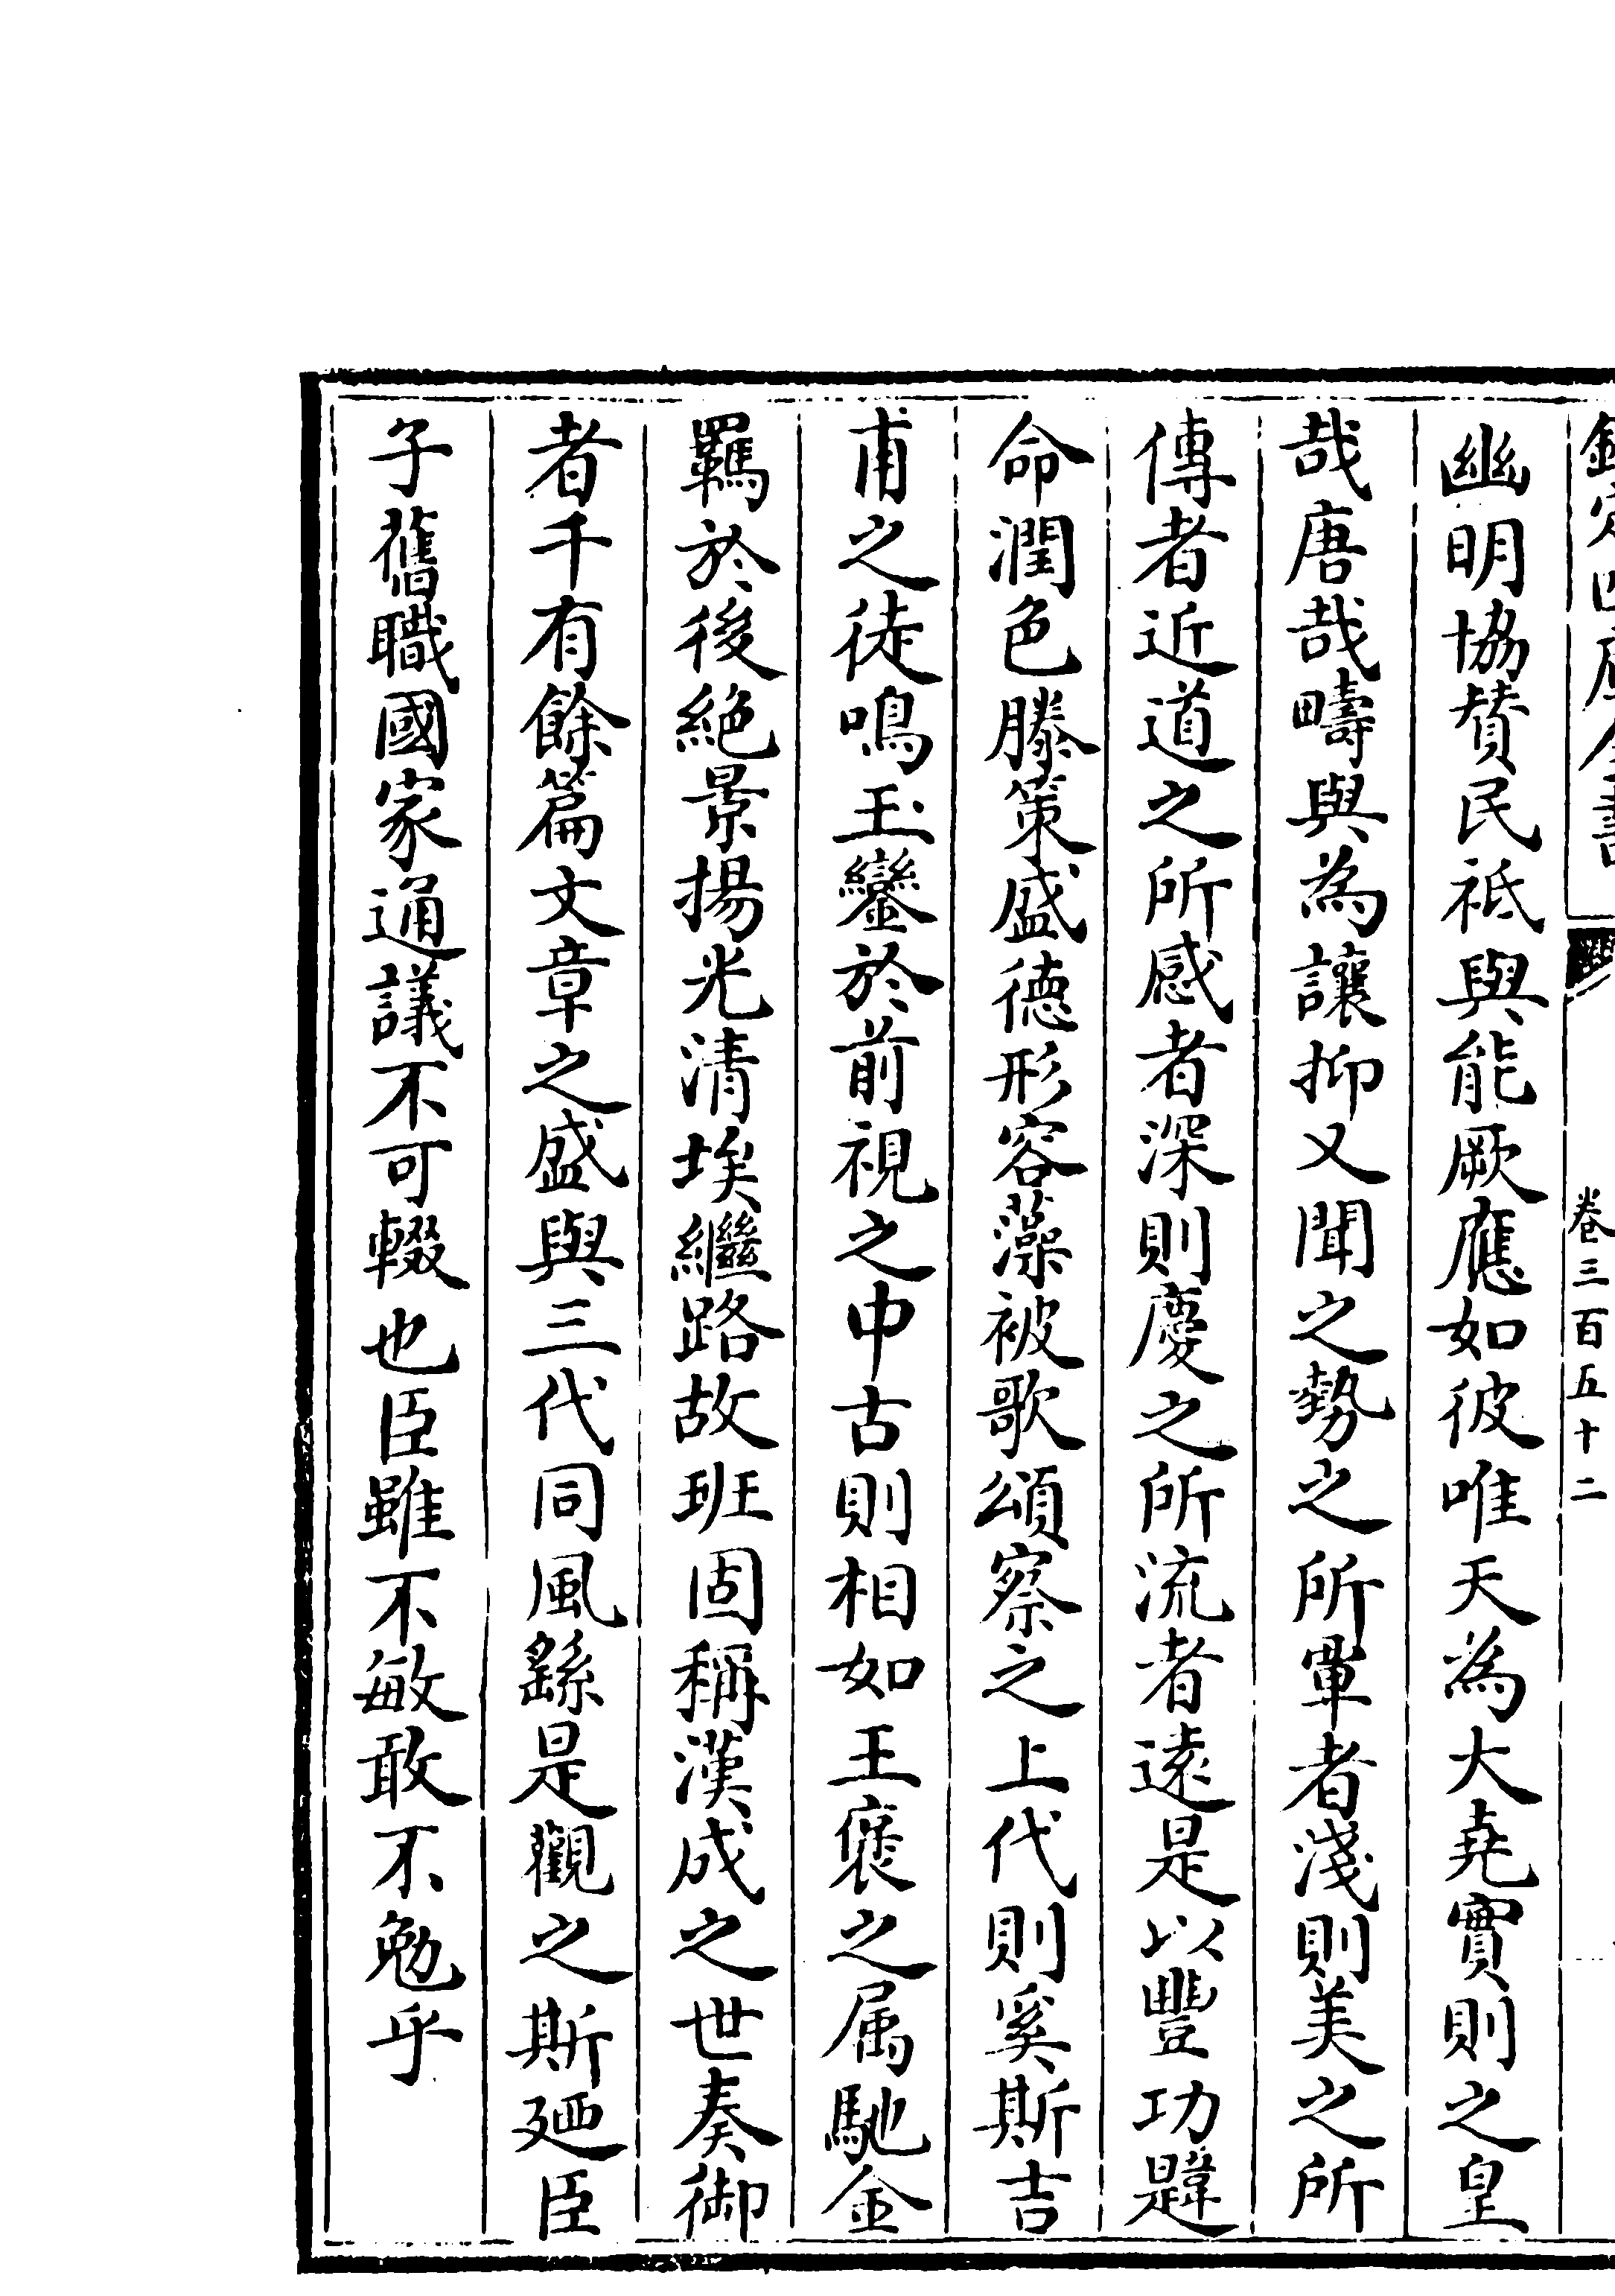 欽定四庫全書
卷三百五十二
幽明協賛民祇與能厥應如彼唯天為大堯實則之皇
哉唐哉疇與為讓抑又聞之勢之所覃者淺則美之所
傳者近道之所感者深則慶之所流者遠是以豐功韙
命潤色滕策盛德形容藻被歌頌察之上代則奚斯吉
甫之徒鳴玉鑾於前視之中古則相如王褒之属馳金
羈於後絶景揚光清埃繼路故班固稱漢成之世奏御
者千有餘篇文章之盛與三代同風繇是觀之斯廼臣
子舊職國家通議不可輟也臣雖不敏敢不勉乎